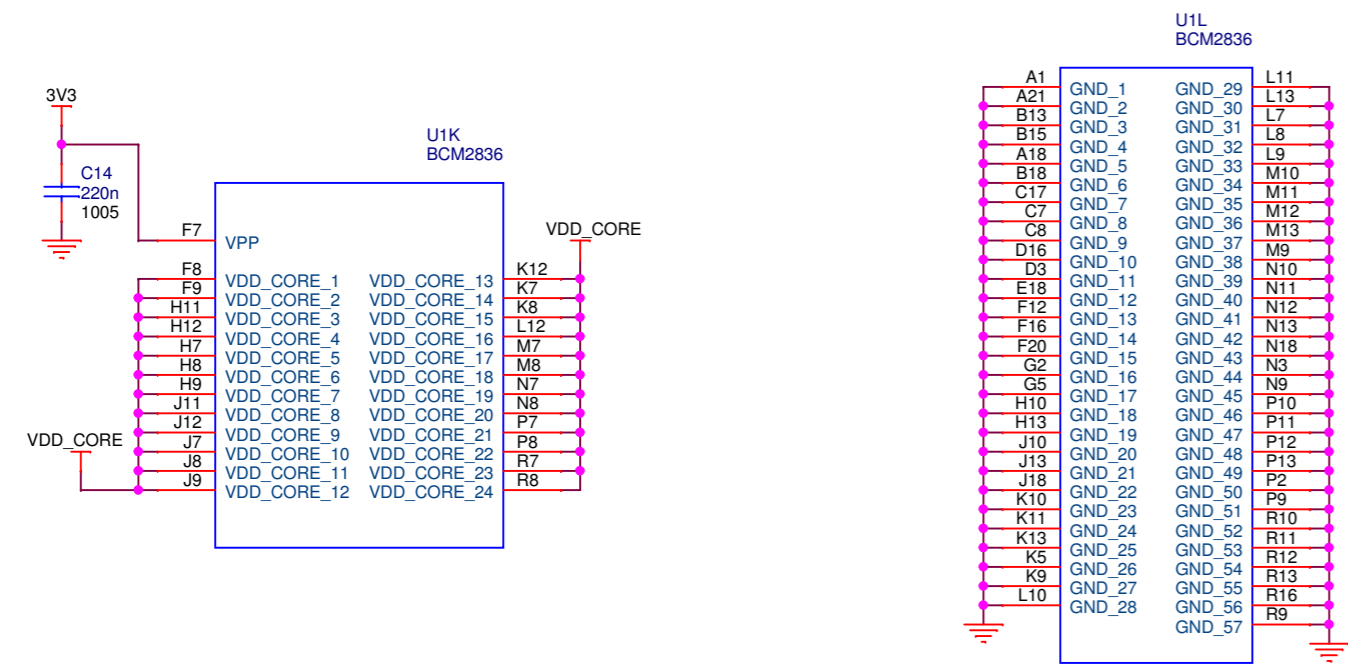 U1L
BCM2836
3V3
C14
220n
1005
U1K
BCM2836
F7 VPP
VDD_CORE
F8 VDD_CORE_1 VDD_CORE_13 K12
F9 VDD_CORE_2 VDD_CORE_14 K7
H11 VDD_CORE_3 VDD_CORE_15 K8
H12 VDD_CORE_4 VDD_CORE_16 L12
H7 VDD_CORE_5 VDD_CORE_17 M7
H8 VDD_CORE_6 VDD_CORE_18 M8
H9 VDD_CORE_7 VDD_CORE_19 N7
J11 VDD_CORE_8 VDD_CORE_20 N8
J12 VDD_CORE_9 VDD_CORE_21 P7
VDD_CORE
J7 VDD_CORE_10 VDD_CORE_22 P8
J8 VDD_CORE_11 VDD_CORE_23 R7
J9 VDD_CORE_12 VDD_CORE_24 R8
A1 GND_1 GND_29 L11
A21 GND_2 GND_30 L13
B13 GND_3 GND_31 L7
B15 GND_4 GND_32 L8
A18 GND_5 GND_33 L9
B18 GND_6 GND_34 M10
C17 GND_7 GND_35 M11
C7 GND_8 GND_36 M12
C8 GND_9 GND_37 M13
D16 GND_10 GND_38 M9
D3 GND_11 GND_39 N10
E18 GND_12 GND_40 N11
F12 GND_13 GND_41 N12
F16 GND_14 GND_42 N13
F20 GND_15 GND_43 N18
G2 GND_16 GND_44 N3
G5 GND_17 GND_45 N9
H10 GND_18 GND_46 P10
H13 GND_19 GND_47 P11
J10 GND_20 GND_48 P12
J13 GND_21 GND_49 P13
J18 GND_22 GND_50 P2
K10 GND_23 GND_51 P9
K11 GND_24 GND_52 R10
K13 GND_25 GND_53 R11
K5 GND_26 GND_54 R12
K9 GND_27 GND_55 R13
L10 GND_28 GND_56 R16
GND_57 R9